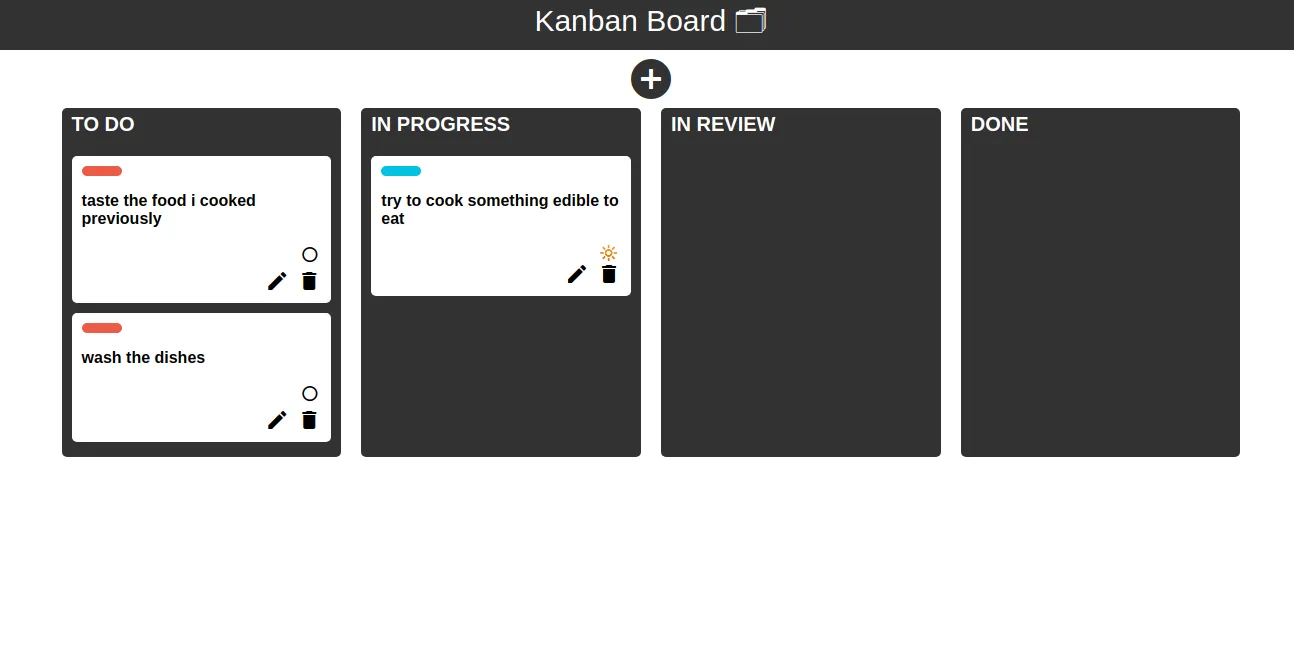 Kanban Board
TO DO
taste the food i cooked
previously
wash the dishes
IN PROGRESS
try to cook something edible to
eat
IN REVIEW
DONE